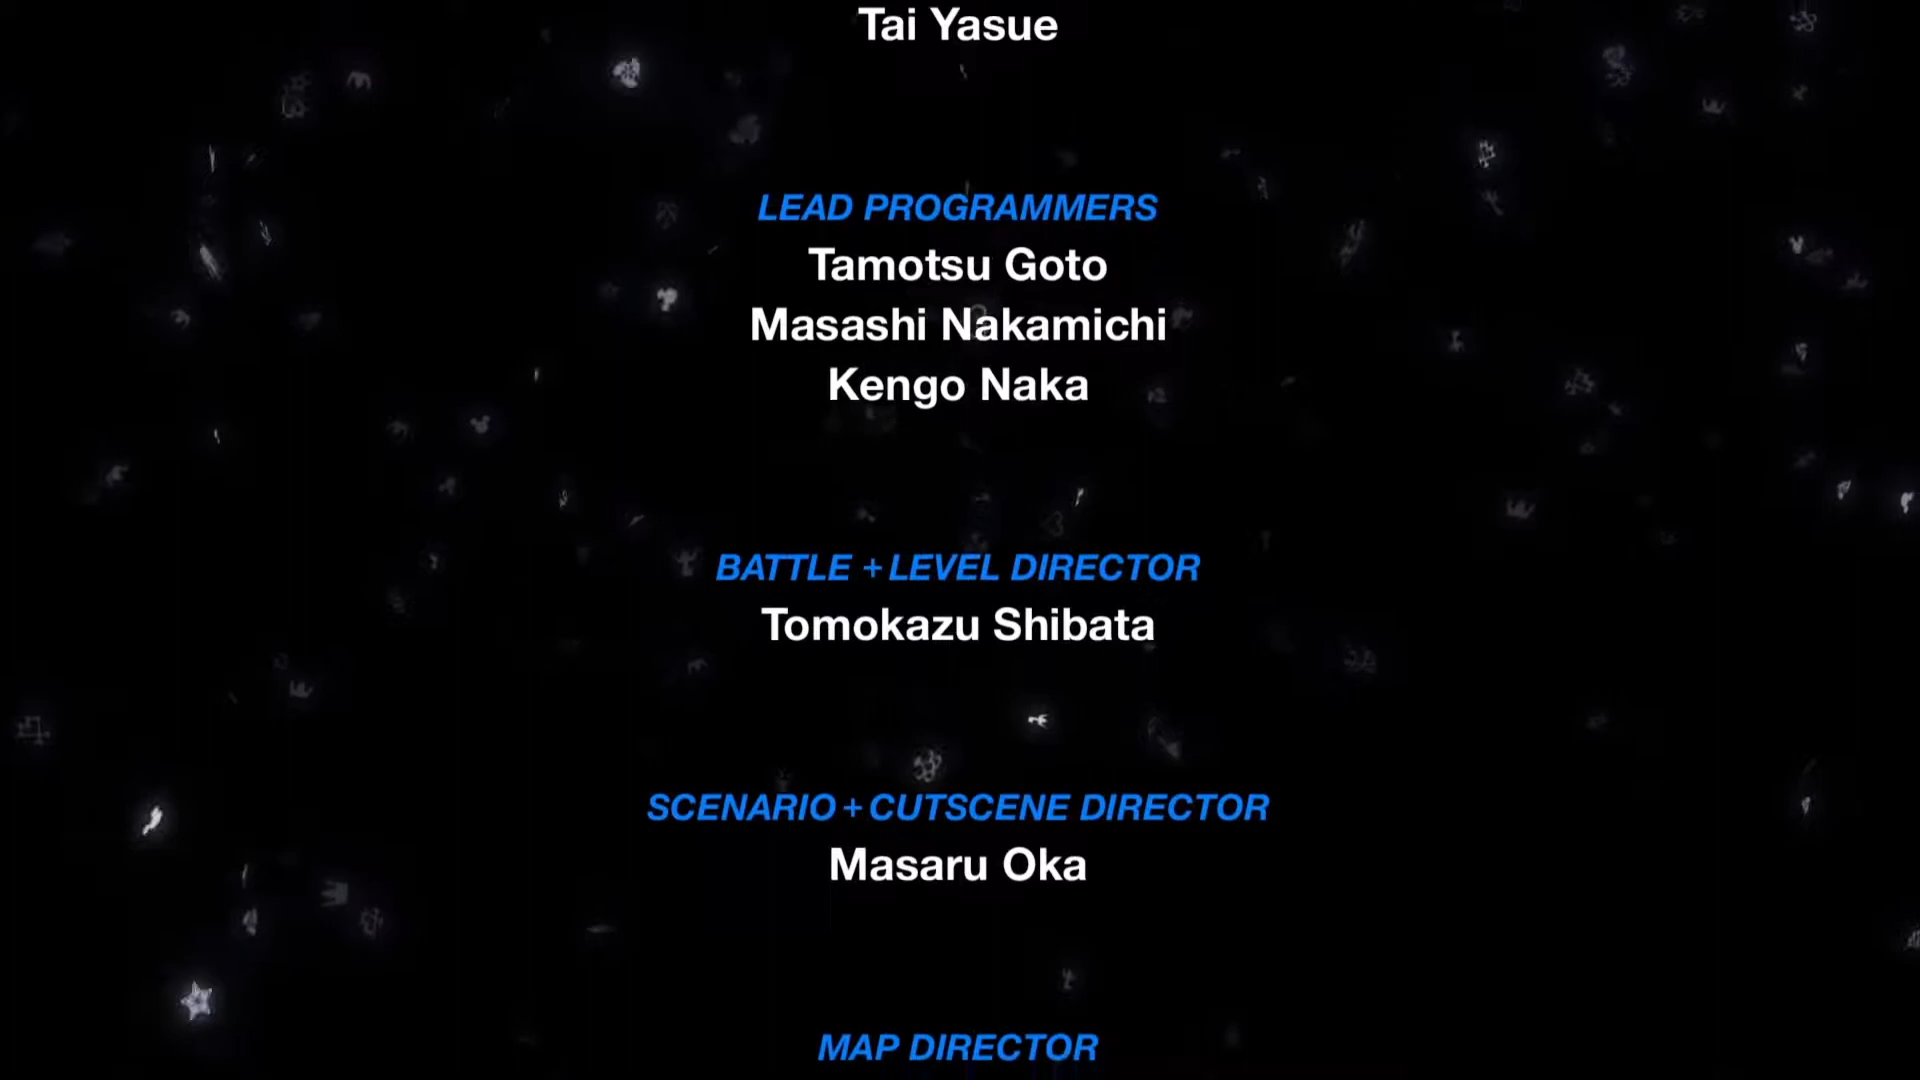 Tai Yasue
LEAD PROGRAMMERS
Tamotsu Goto
Masashi Nakamichi
Kengo Naka
BATTLE + LEVEL DIRECTOR
Tomokazu Shibata
SCENARIO + CUTSCENE DIRECTOR
Masaru Oka
MAP DIRECTOR